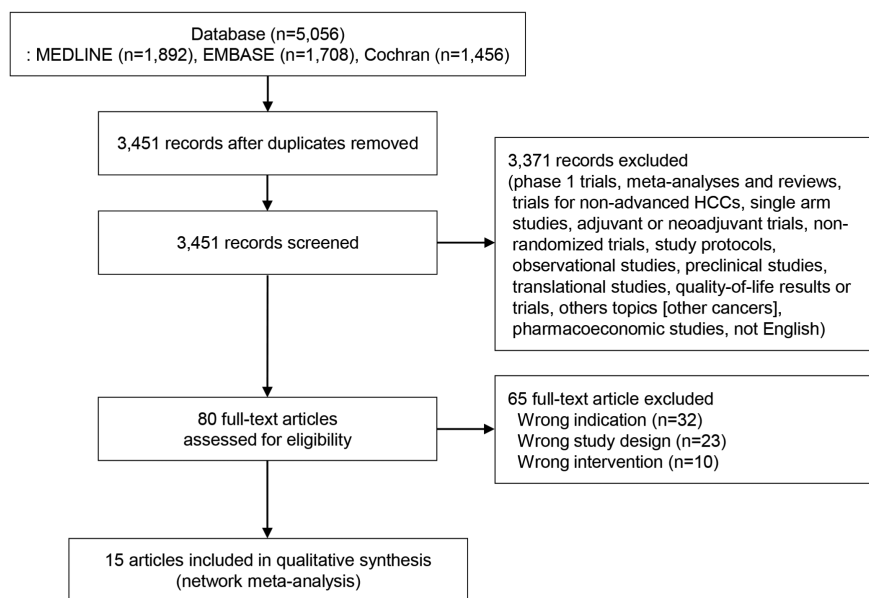 Database (n=5,056)
: MEDLINE (n=1,892), EMBASE (n=1,708), Cochran (n=1,456)
3,451 records after duplicates removed
3,451 records screened
3,371 records excluded
(phase 1 trials, meta-analyses and reviews,
trials for non-advanced HCCs, single arm
studies, adjuvant or neoadjuvant trials, non-
randomized trials, study protocols,
observational studies, preclinical studies,
translational studies, quality-of-life results or
trials, others topics [other cancers],
pharmacoeconomic studies, not English)
80 full-text articles
assessed for eligibility
65 full-text article excluded
Wrong indication (n=32)
Wrong study design (n=23)
Wrong intervention (n=10)
15 articles included in qualitative synthesis
(network meta-analysis)